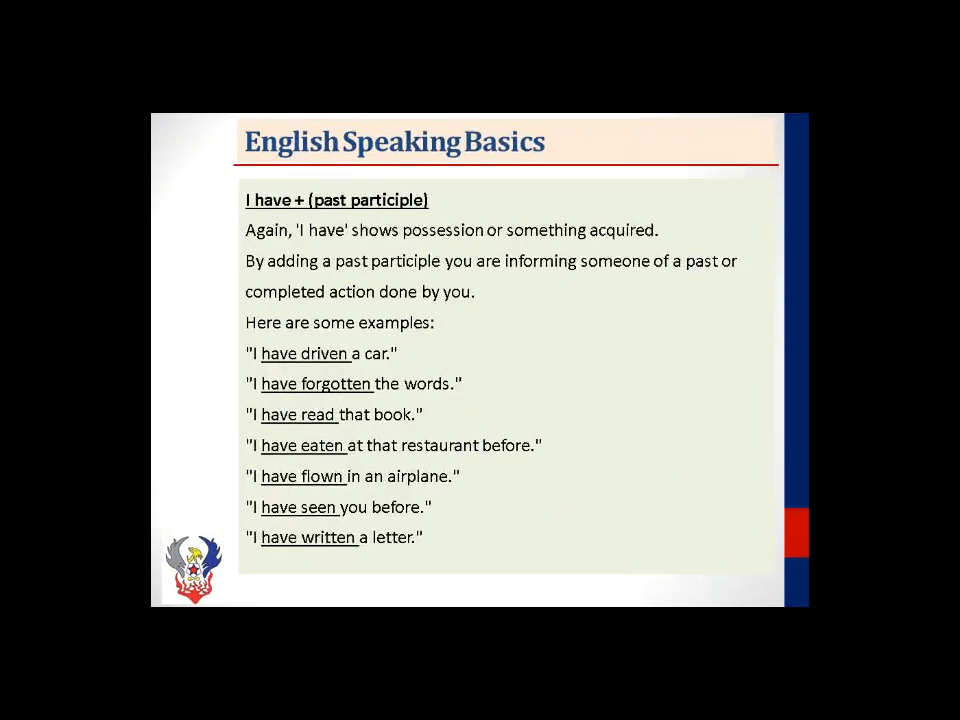 English Speaking Basics
I have + (past participle)
Again, 'I have' shows possession or something acquired.
By adding a past participle you are informing someone of a past or
completed action done by you.
Here are some examples:
"I have driven a car."
"I have forgotten the words."
"I have read that book."
"I have eaten at that restaurant before."
"I have flown in an airplane."
"I have seen you before."
"I have written a letter."